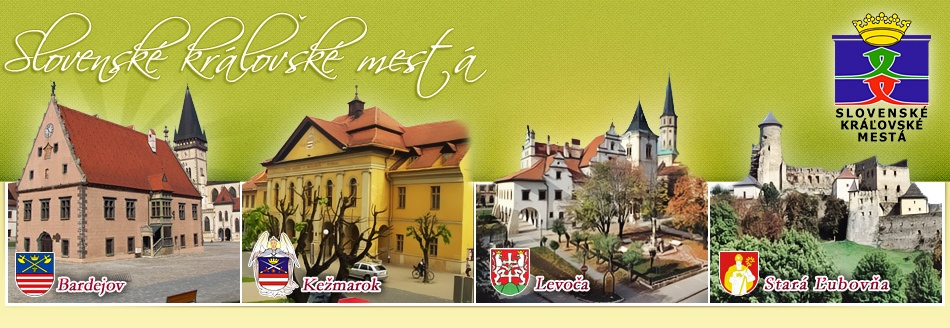 Slovenské kráľovské mestá
SLOVENSKÉ
KRÁĽOVSKÉ
MESTÁ
Bardejov
Kežmarok
Levoča
Stará Ľubovňa